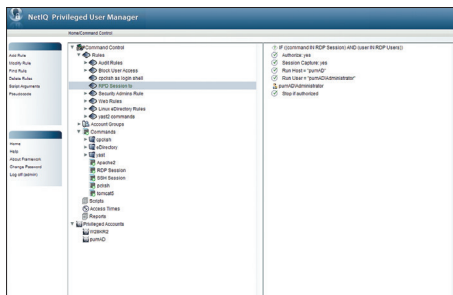 NetIQ Privileged User Manager
Home/Command Control
Add Rule
Modify Rule
Find Rule
Delete Rules
Script Arguments
Pseudocode
Home
Help
About Framework
Change Password
Log off (admin)
Command Control
Rules
Audit Rules
Block User Access
cpcksh as login shell
RPD Session to
Security Admins Rule
Web Rules
Linux eDirectory Rules
yast2 commands
Account Groups
Commands
cpcksh
eDirectory
yast
Apache2
RDP Session
SSH Session
pcksh
tomcat5
Scripts
Access Times
Reports
Privileged Accounts
W2BKR2
pumAD
IF ((command IN RDP Session) AND (user IN RDP Users))
Authorize: yes
Session Capture: yes
Run Host = "pumAD"
Run User = "pumAD/Administrator"
pumAD/Administrator
Stop if authorized